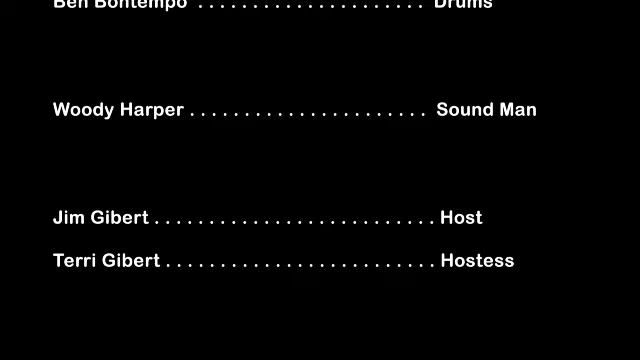 Ben Bontempo . . . . . . . . . . . . . . . . . . . . . Drums
Woody Harper . . . . . . . . . . . . . . . . . . . . . . Sound Man
Jim Gibert . . . . . . . . . . . . . . . . . . . . . . . . . . Host
Terri Gibert . . . . . . . . . . . . . . . . . . . . . . . . . Hostess